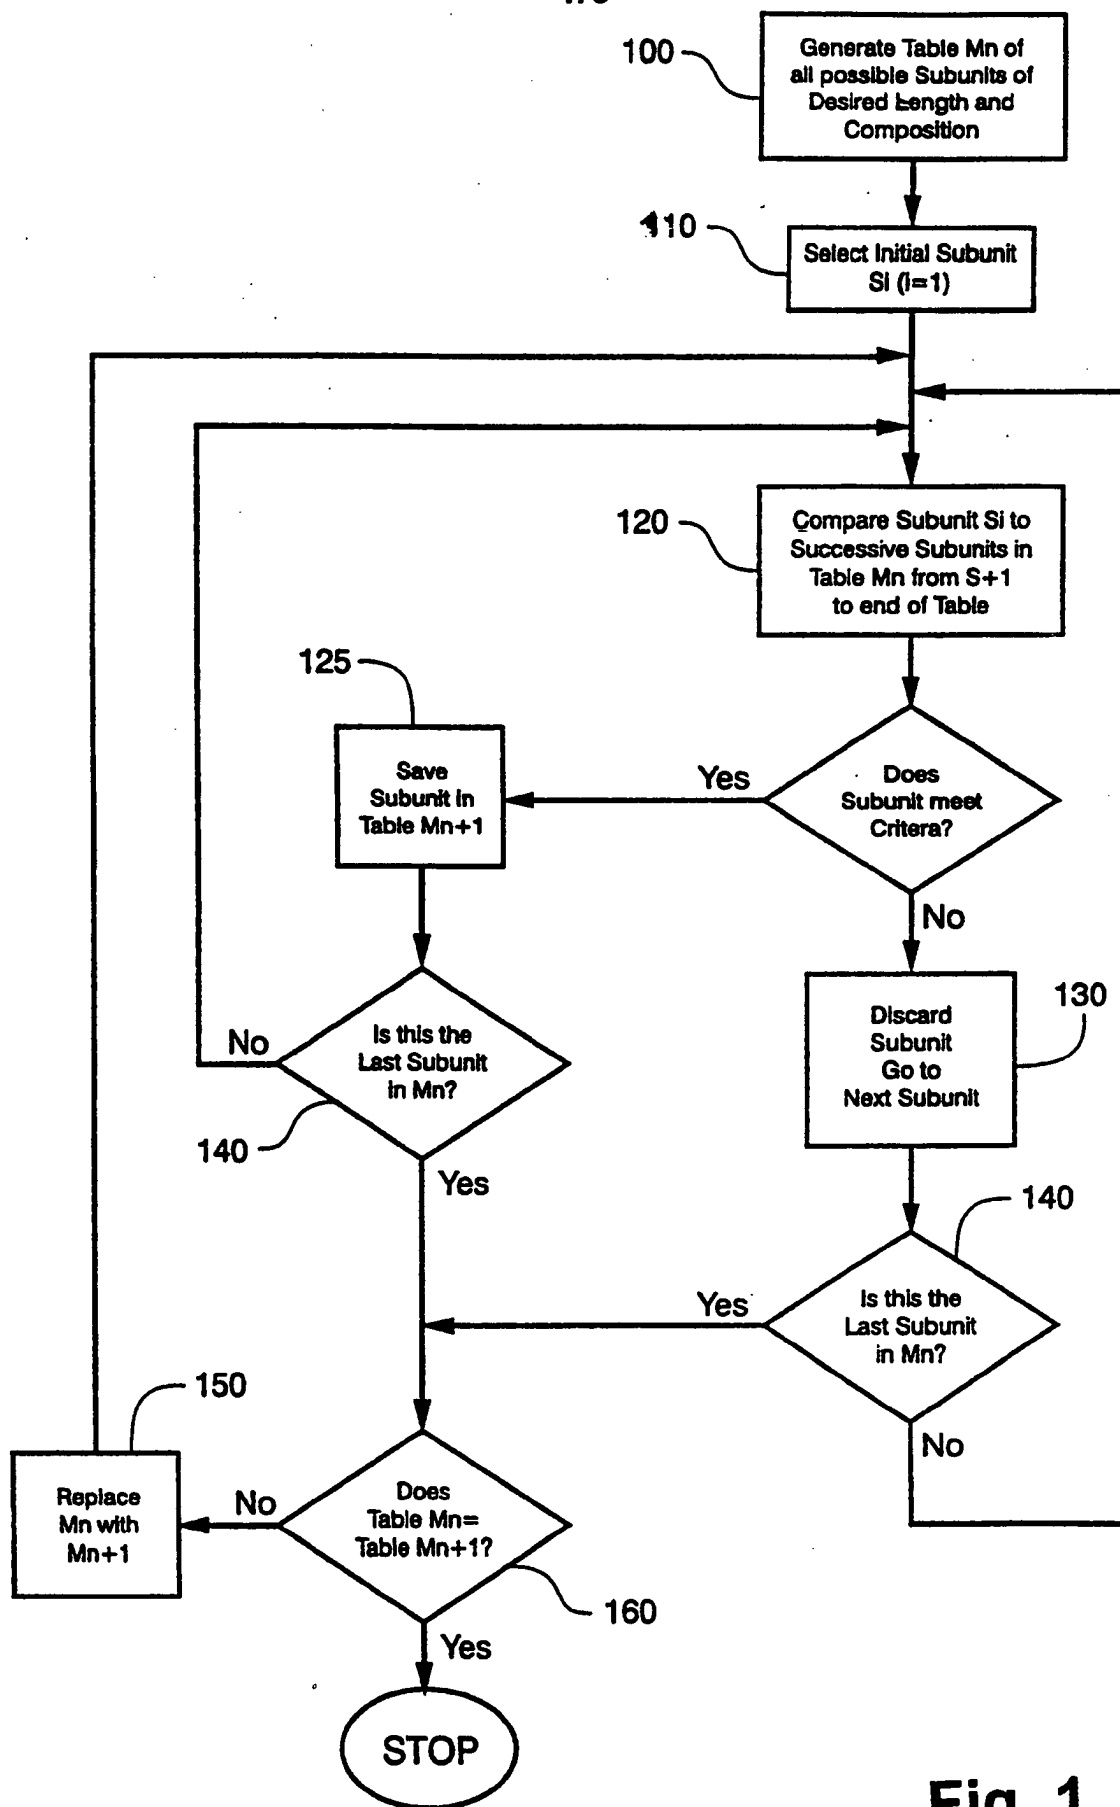 100
Generate Table Mn of
all possible Subunits of
Desired Length and
Composition
110
Select Initial Subunit
Si (i=1)
120
Compare Subunit Si to
Successive Subunits in
Table Mn from S+1
to end of Table
125
Save
Subunit in
Table Mn+1
Yes
Does
Subunit meet
Critera?
No
130
Discard
Subunit
Go to
Next Subunit
No
Is this the
Last Subunit
in Mn?
140
Yes
140
Yes
Is this the
Last Subunit
in Mn?
No
150
Replace
Mn with
Mn+1
No
Does
Table Mn=
Table Mn+1?
160
Yes
STOP
Fig. 1